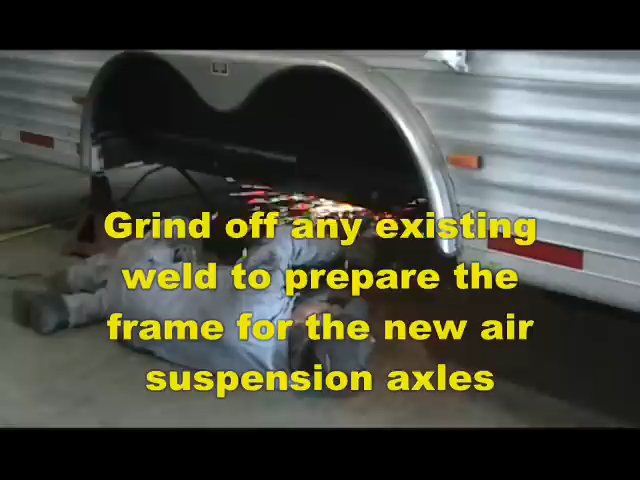 Grind off any existing
weld to prepare the
frame for the new air
suspension axles